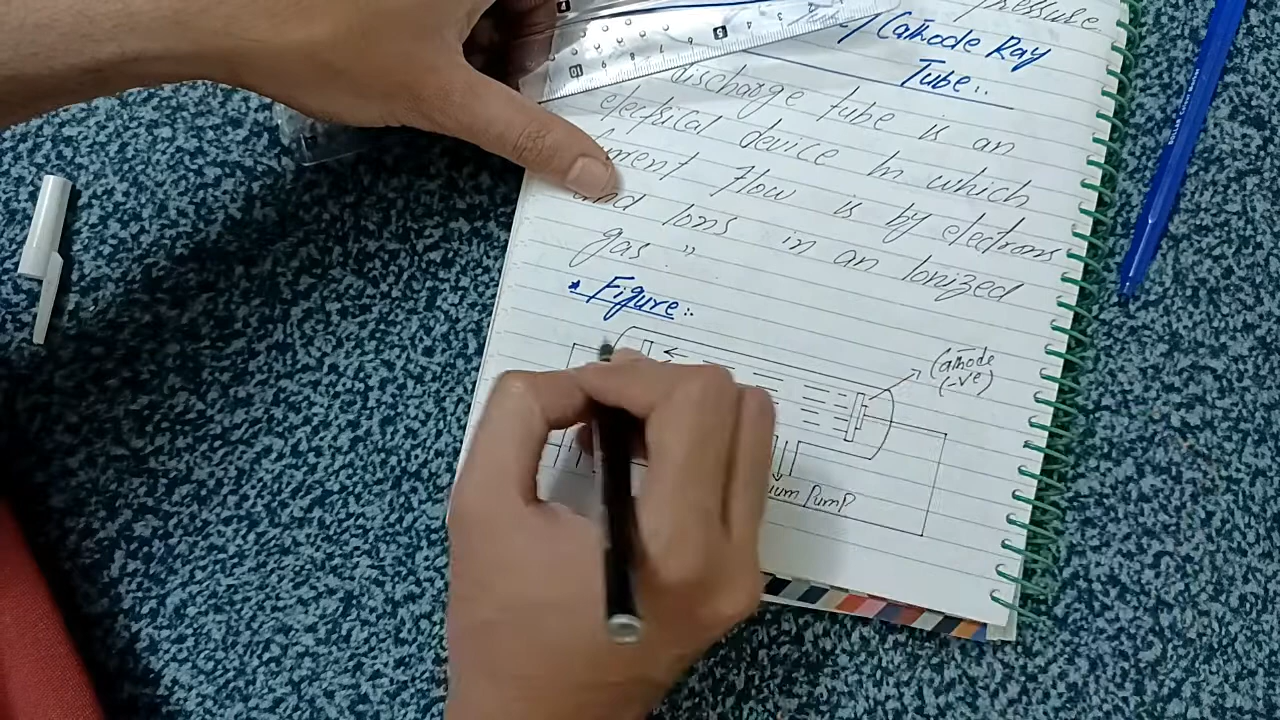 pressure
/ Cathode Ray
Tube :.
discharge tube is an
electrical device In which
flow is by electrons
and Ions in an Ionized
gas "
* Figure :.
Cathode
(-ve)
Pump